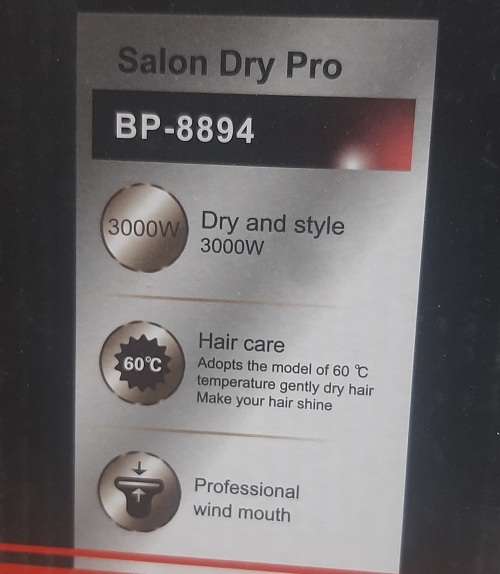 Salon Dry Pro
BP-8894
3000W
Dry and style
3000W
60℃
Hair care
Adopts the model of 60 ℃
temperature gently dry hair
Make your hair shine
Professional
wind mouth